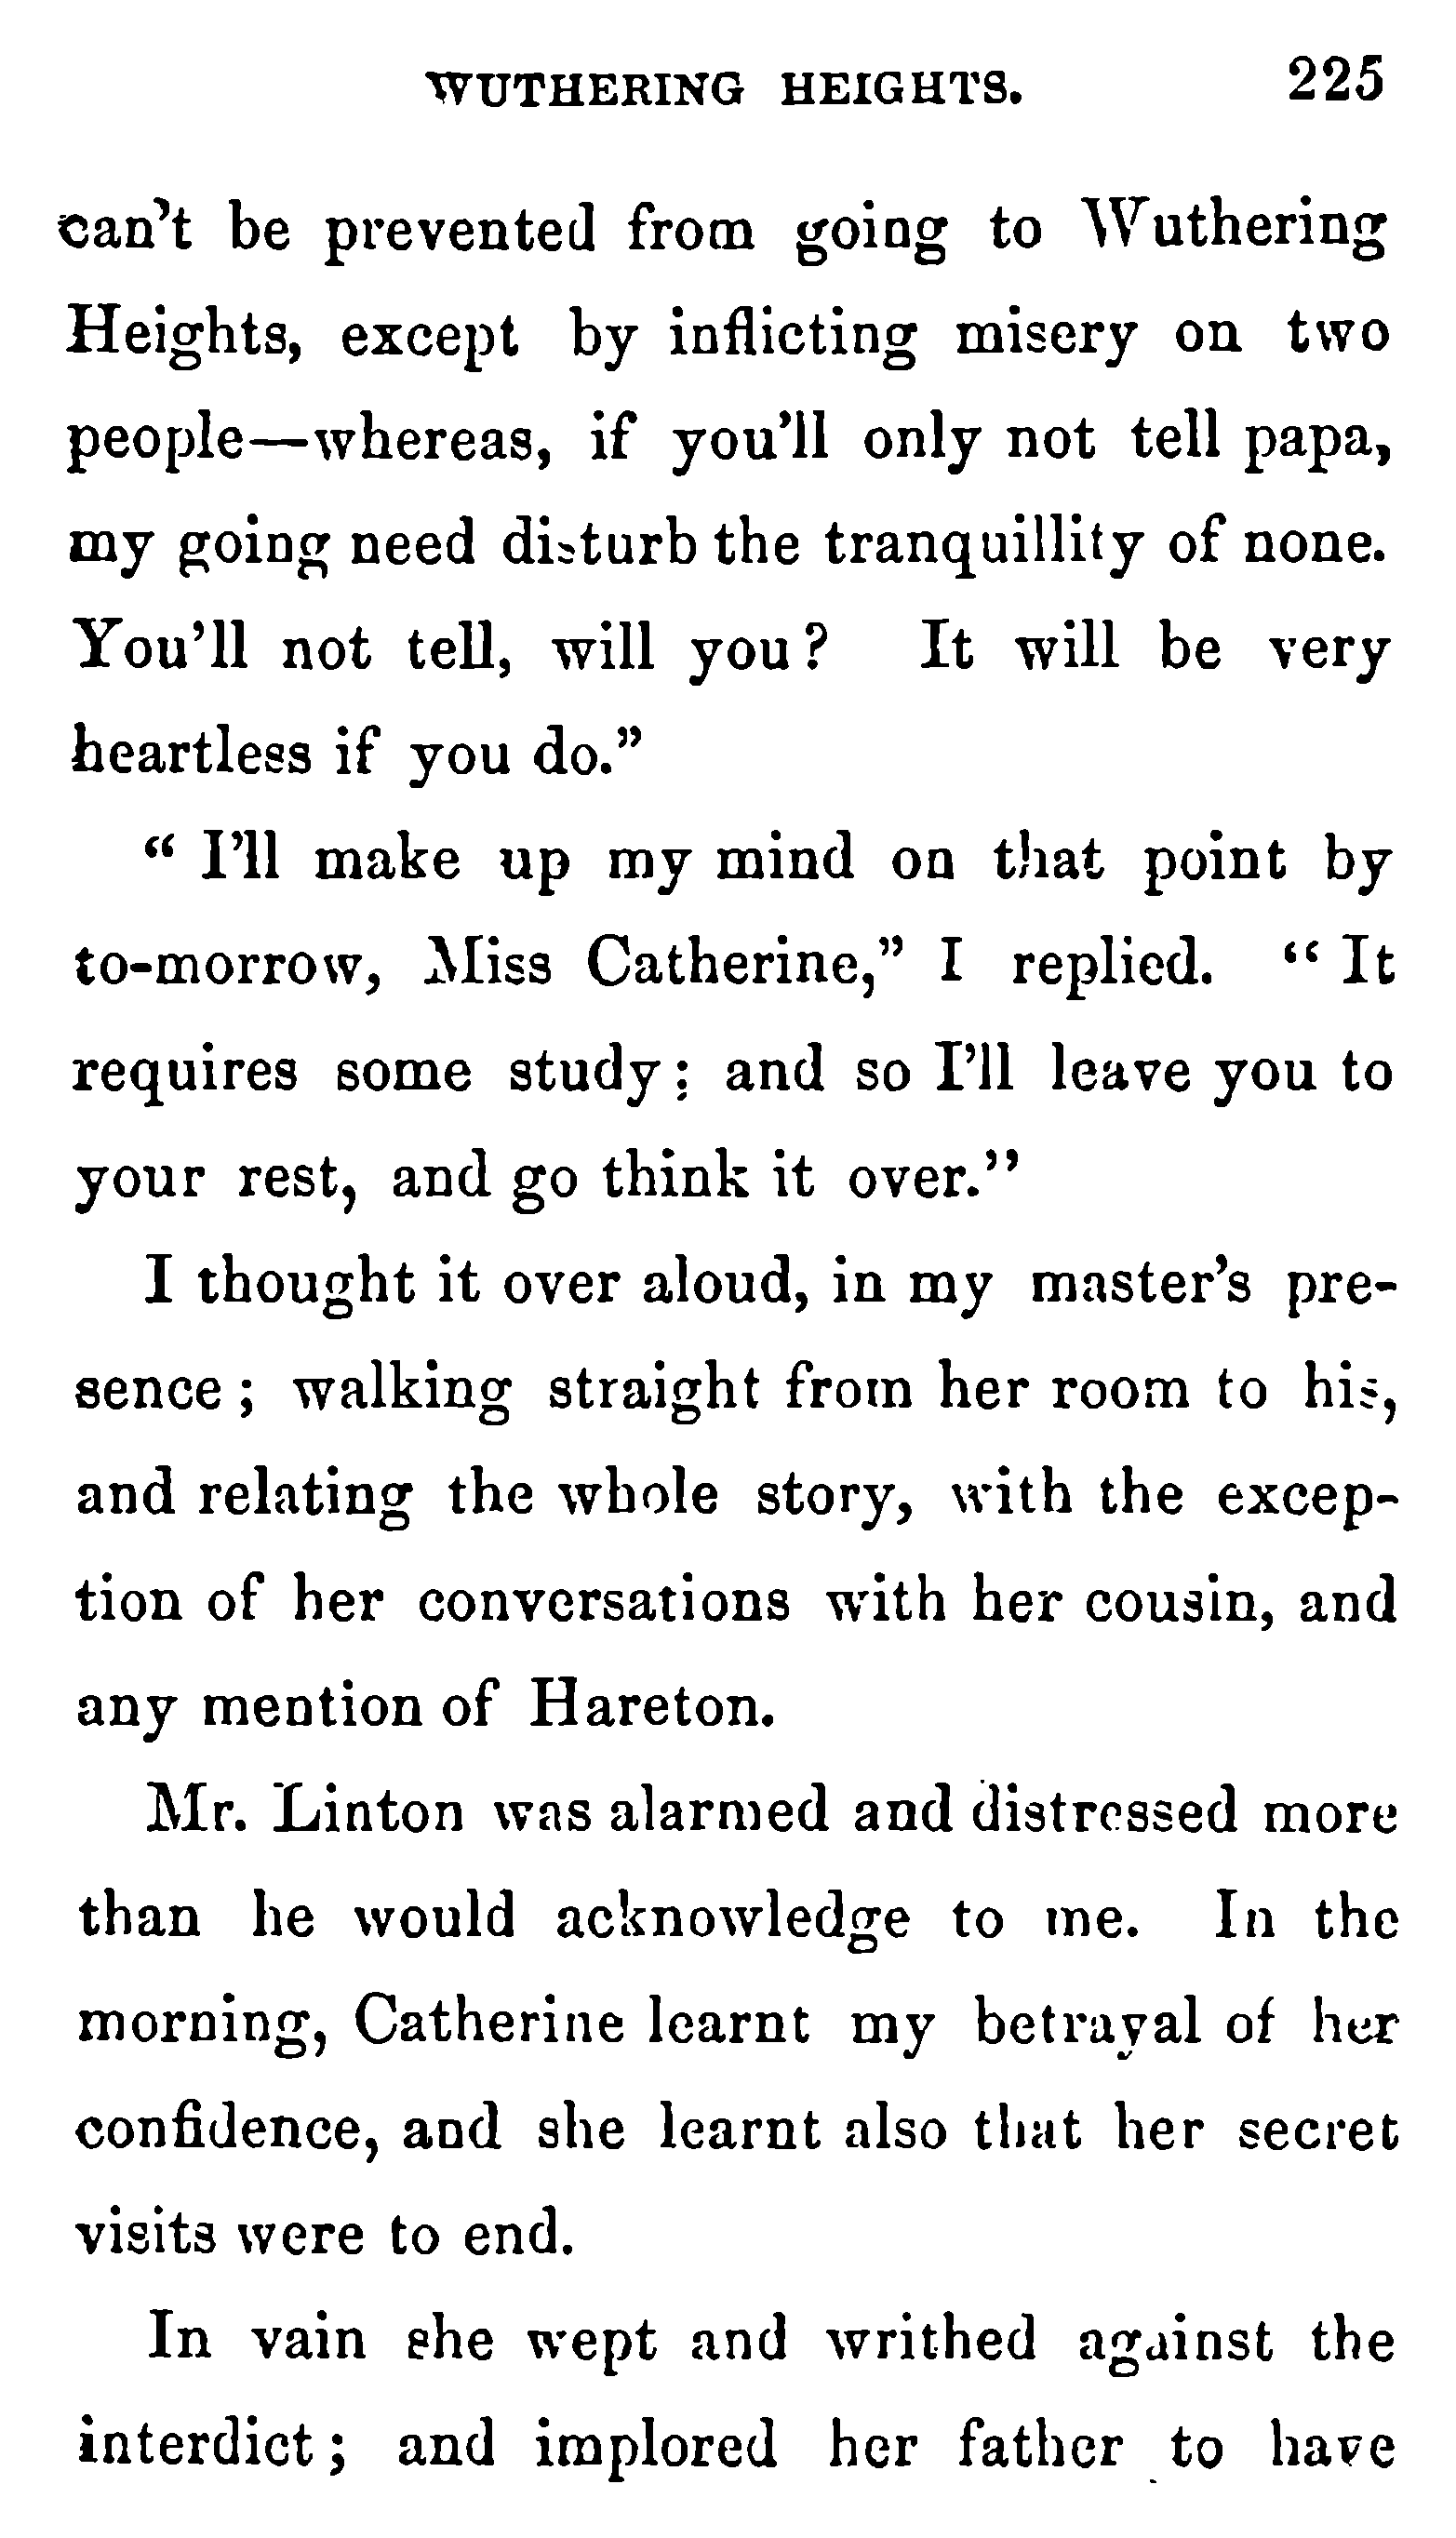 WUTHERING HEIGHTS. 225
can't be prevented from going to Wuthering
Heights, except by inflicting misery on two
people—whereas, if you'll only not tell papa,
my going need disturb the tranquillity of none.
You'll not tell, will you? It will be very
heartless if you do."
" I'll make up my mind on that point by
to-morrow, Miss Catherine," I replied. " It
requires some study; and so I'll leave you to
your rest, and go think it over."
I thought it over aloud, in my master's pre-
sence; walking straight from her room to his,
and relating the whole story, with the excep-
tion of her conversations with her cousin, and
any mention of Hareton.
Mr. Linton was alarmed and distressed more
than he would acknowledge to me. In the
morning, Catherine learnt my betrayal of her
confidence, and she learnt also that her secret
visits were to end.
In vain she wept and writhed against the
interdict; and implored her father to have